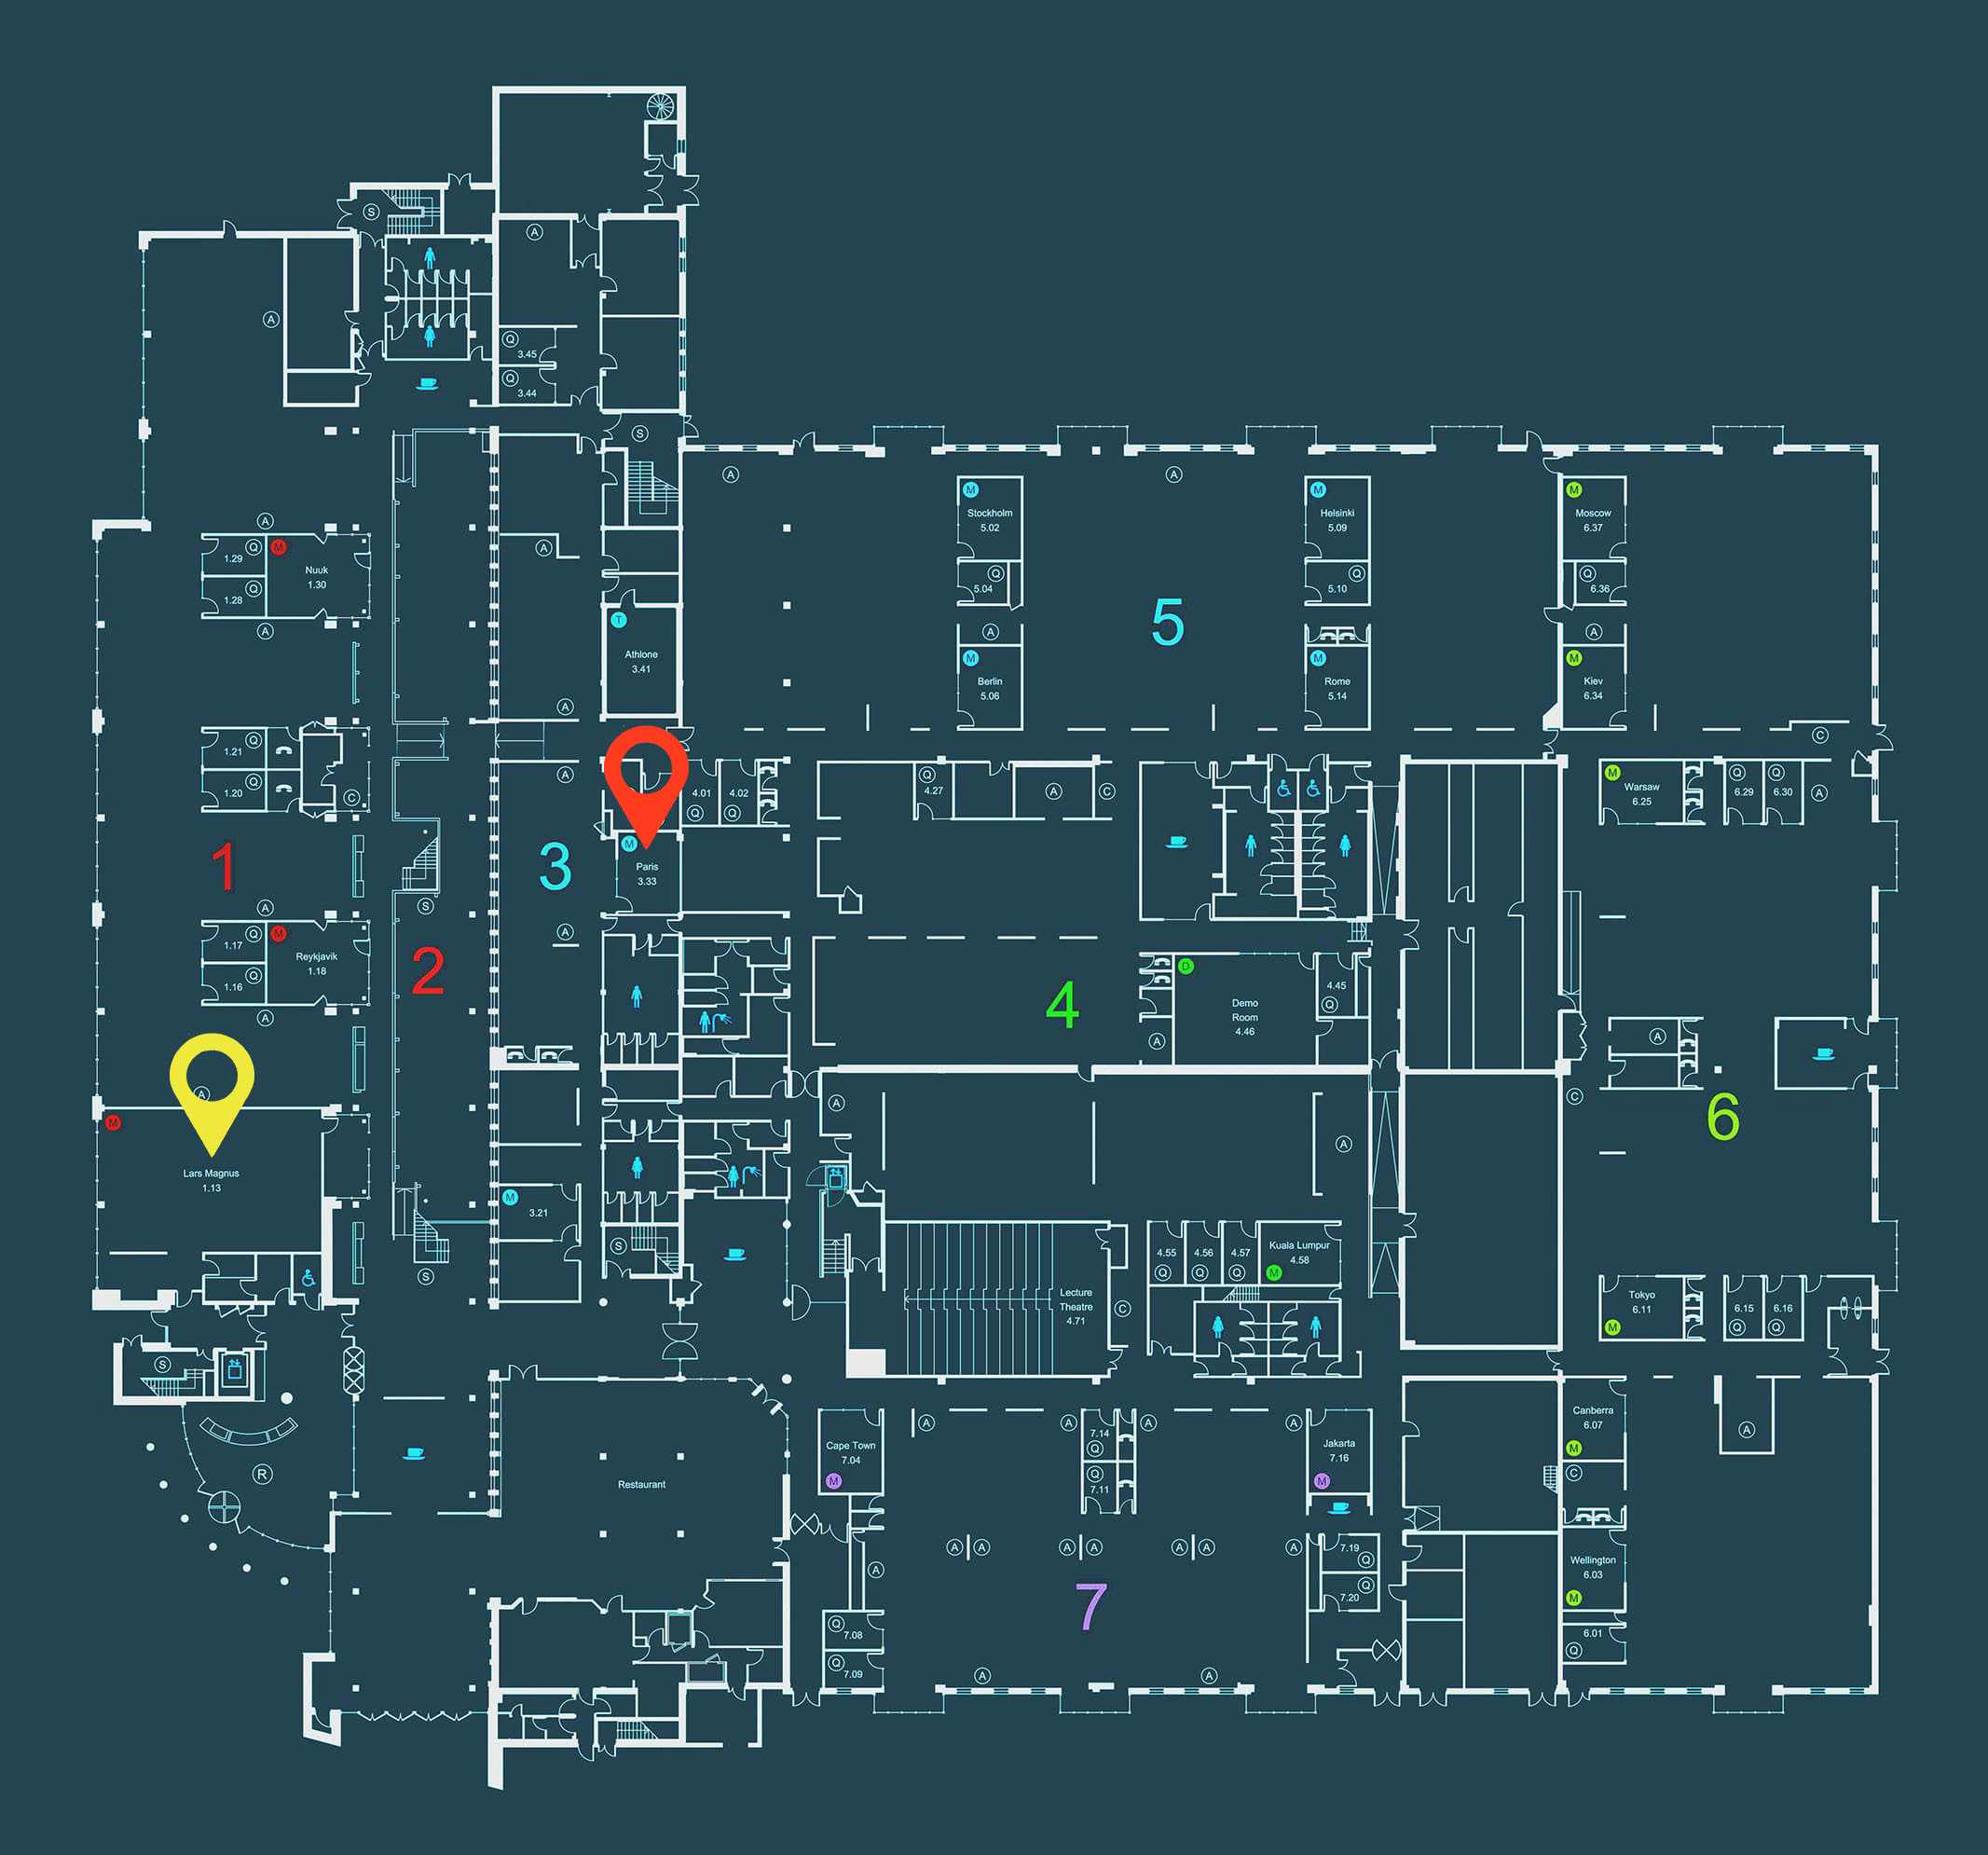 S
A
A
Q
3.45
Q
3.44
S
A
A
M
Stockholm
5.02
M
Helsinki
5.09
M
Moscow
6.37
A
Q
1.29
M
Nuuk
1.30
Q
1.28
A
A
Q
5.04
Q
5.10
Q
6.36
T
Athlone
3.41
5
A
M
Berlin
5.06
M
Rome
5.14
A
M
Kiev
6.34
A
Q
1.21
Q
1.20
C
A
4.01
Q
4.02
Q
Q
4.27
A
C
C
M
Warsaw
6.25
Q
6.29
Q
6.30
A
1
3
M
Paris
3.33
A
S
A
Q
1.17
M
Reykjavik
1.18
Q
1.16
A
2
4
D
Demo
Room
4.46
4.45
Q
A
A
A
M
Lars Magnus
1.13
A
A
C
6
M
3.21
S
S
4.55
Q
4.56
Q
4.57
Q
Kuala Lumpur
4.58
M
Lecture
Theatre
4.71
C
Tokyo
6.11
M
6.15
Q
6.16
Q
S
R
Restaurant
Cape Town
7.04
M
A
A
7.14
Q
Q
7.11
A
A
Jakarta
7.16
M
Canberra
6.07
M
C
A
A
A
A
A
A
A
A
A
7.19
Q
Q
7.20
Wellington
6.03
M
6.01
Q
7
Q
7.08
Q
7.09
A
A